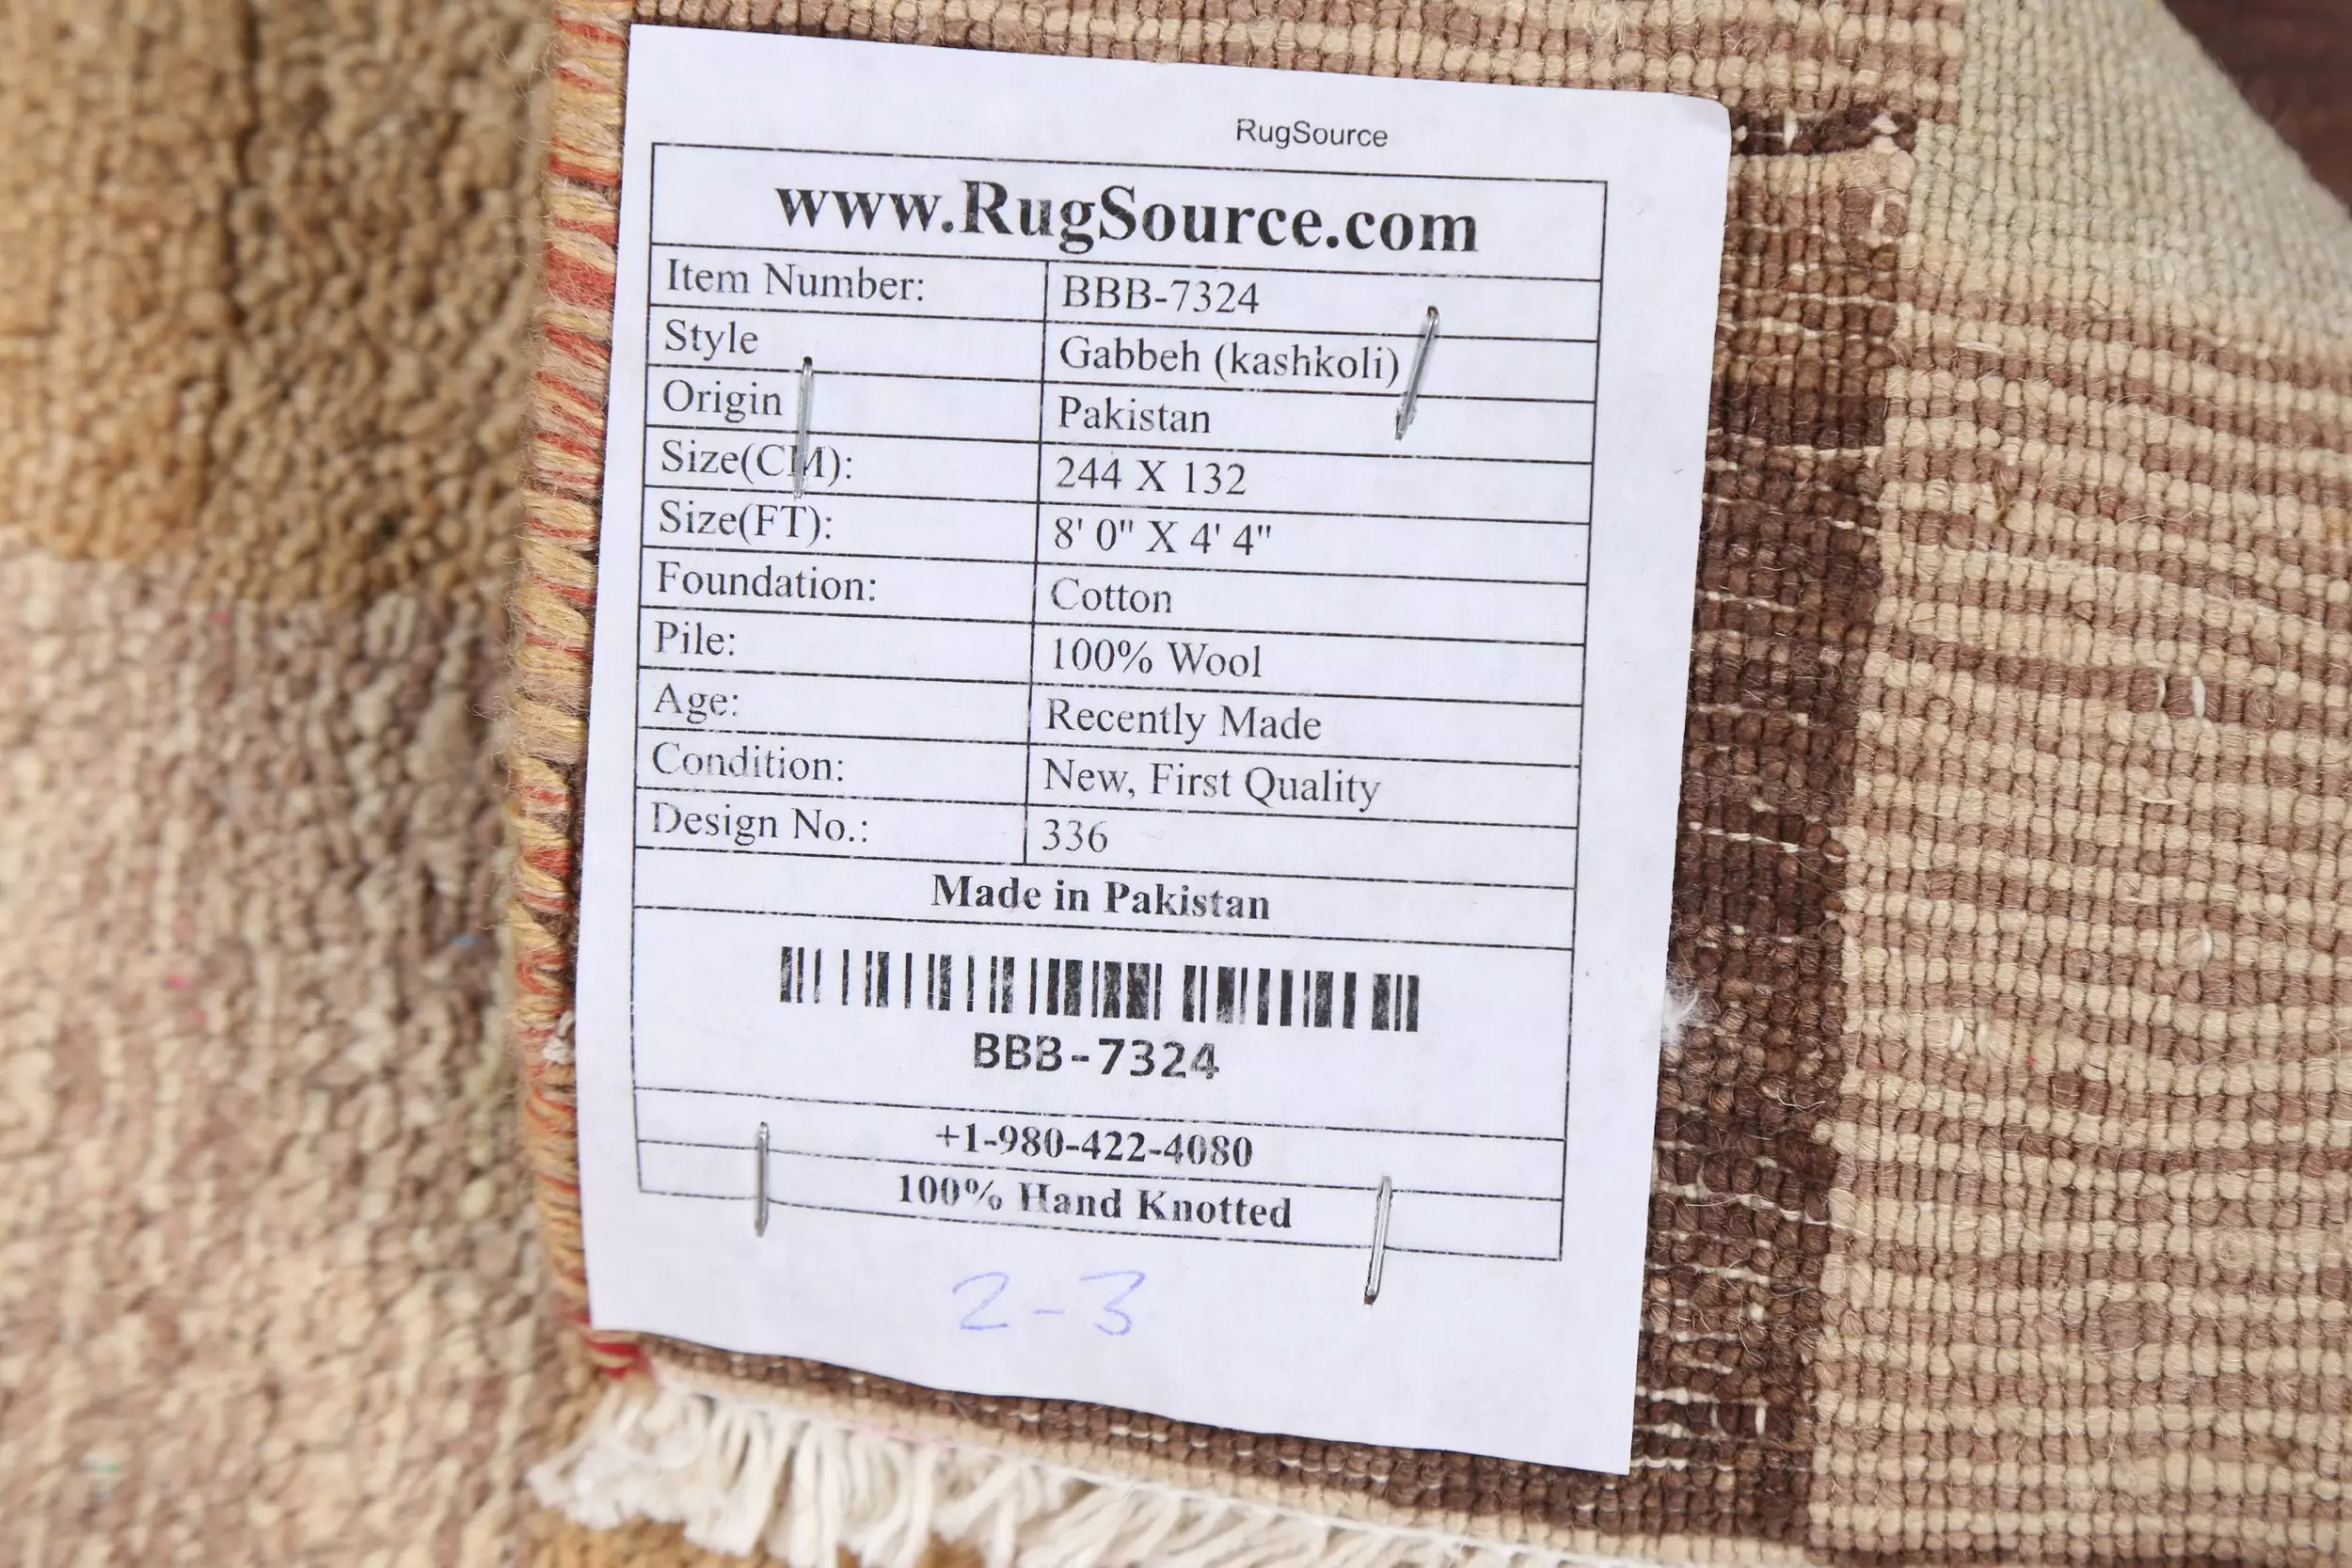 RugSource
www.RugSource.com
Item Number: BBB-7324
Style Gabbeh (kashkoli)
Origin Pakistan
Size(CM): 244 X 132
Size(FT): 8' 0" X 4' 4"
Foundation: Cotton
Pile: 100% Wool
Age: Recently Made
Condition: New, First Quality
Design No.: 336
Made in Pakistan
BBB-7324
+1-980-422-4080
100% Hand Knotted
2-3